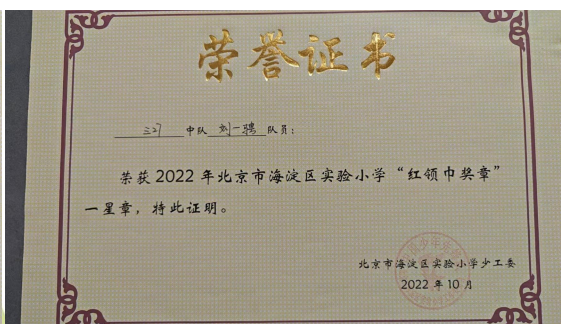 荣誉证书
三(7) 中队 刘一骋 队员:
荣获2022年北京市海淀区实验小学“红领巾奖章”
一星章,特此证明。
北京市海淀区实验小学少工委
2022年10月